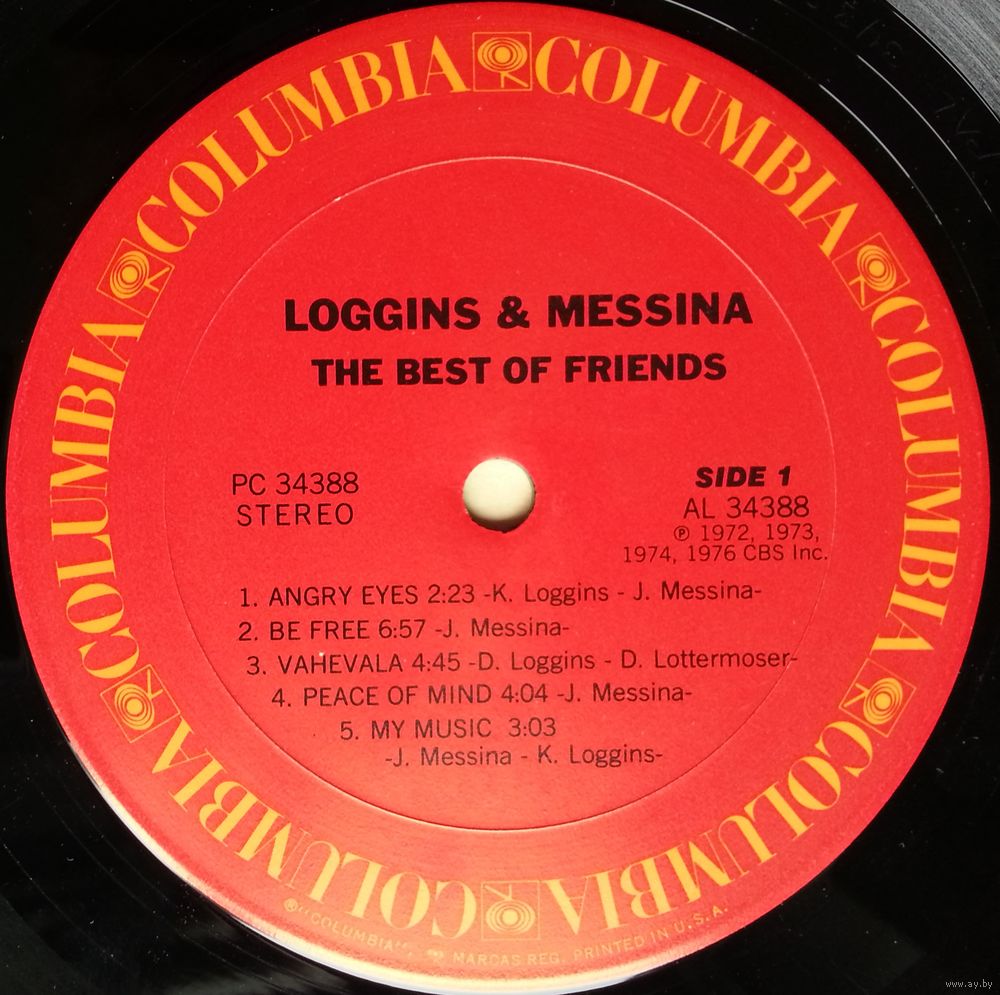 COLUMBIA COLUMBIA COLUMBIA COLUMBIA COLUMBIA COLUMBIA
LOGGINS & MESSINA
THE BEST OF FRIENDS
PC 34388
STEREO
SIDE 1
AL 34388
℗ 1972, 1973,
1974, 1976 CBS Inc.
1. ANGRY EYES 2:23 -K. Loggins - J. Messina-
2. BE FREE 6:57 -J. Messina-
3. VAHEVALA 4:45 -D. Loggins - D. Lottermoser-
4. PEACE OF MIND 4:04 -J. Messina-
5. MY MUSIC 3:03
-J. Messina - K. Loggins-
®"COLUMBIA", MARCAS REG. PRINTED IN U.S.A.
www.ay.by